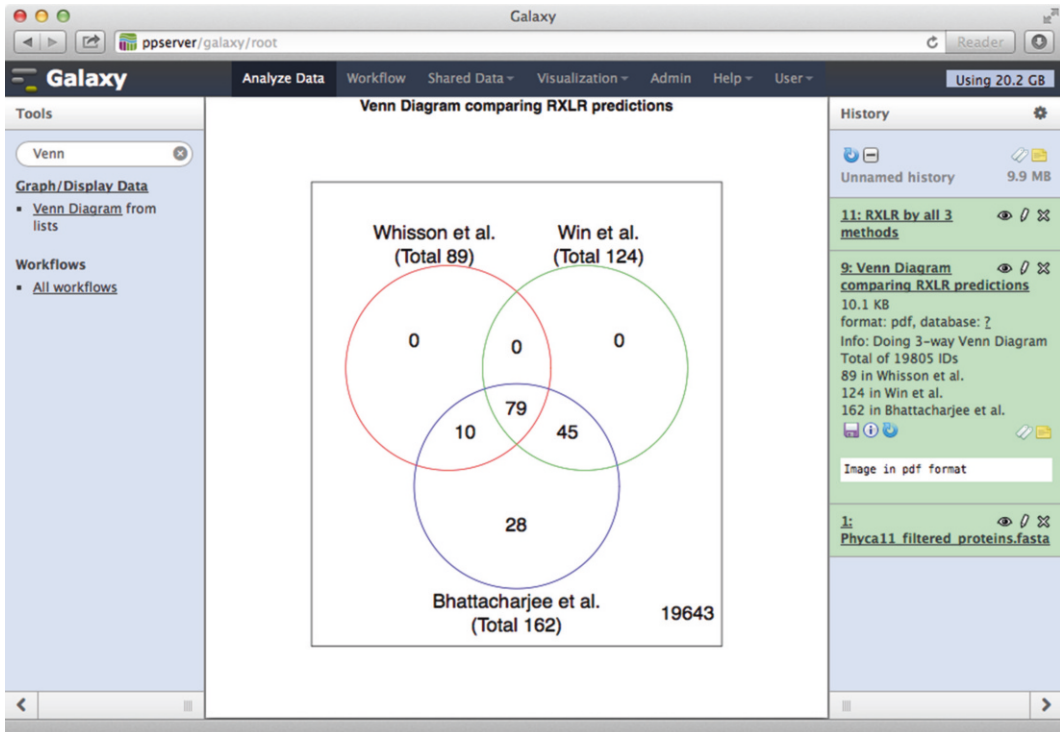 Galaxy
ppserver/galaxy/root
Reader
Galaxy
Analyze Data
Workflow
Shared Data
Visualization
Admin
Help
User
Using 20.2 GB
Tools
Venn
Graph/Display Data
Venn Diagram from
lists
Workflows
All workflows
Venn Diagram comparing RXLR predictions
Whisson et al.
(Total 89)
Win et al.
(Total 124)
0
0
0
79
10
45
28
Bhattacharjee et al.
(Total 162)
19643
History
Unnamed history
9.9 MB
11: RXLR by all 3
methods
9: Venn Diagram
comparing RXLR predictions
10.1 KB
format: pdf, database: ?
Info: Doing 3-way Venn Diagram
Total of 19805 IDs
89 in Whisson et al.
124 in Win et al.
162 in Bhattacharjee et al.
Image in pdf format
1:
Phyca11_filtered_proteins.fasta